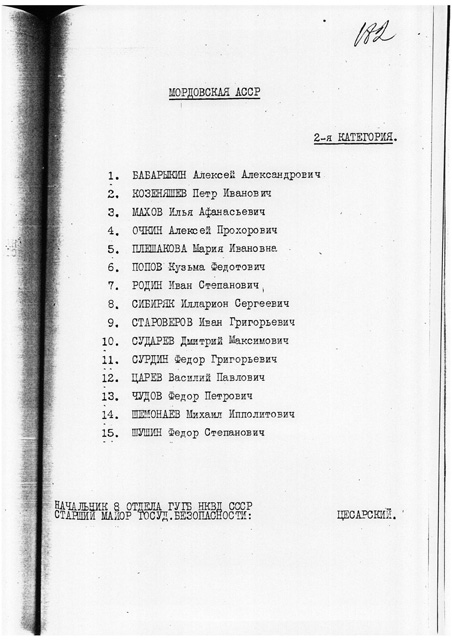 182
МОРДОВСКАЯ АССР
2-я КАТЕГОРИЯ.
1. БАБАРЫКИН Алексей Александрович
2. КОЗЕНЯШЕВ Петр Иванович
3. МАХОВ Илья Афанасьевич
4. ОЧКИН Алексей Прохорович
5. ПЛЕШАКОВА Мария Ивановна
6. ПОПОВ Кузьма Федотович
7. РОДИН Иван Степанович
8. СИБИРЯК Илларион Сергеевич
9. СТАРОВЕРОВ Иван Григорьевич
10. СУДАРЕВ Дмитрий Максимович
11. СУРДИН Федор Григорьевич
12. ЦАРЕВ Василий Павлович
13. ЧУДОВ Федор Петрович
14. ШЕМОНАЕВ Михаил Ипполитович
15. ШУШИН Федор Степанович
НАЧАЛЬНИК 8 ОТДЕЛА ГУГБ НКВД СССР
СТАРШИЙ МАЙОР ГОСУД.БЕЗОПАСНОСТИ: ЦЕСАРСКИЙ.